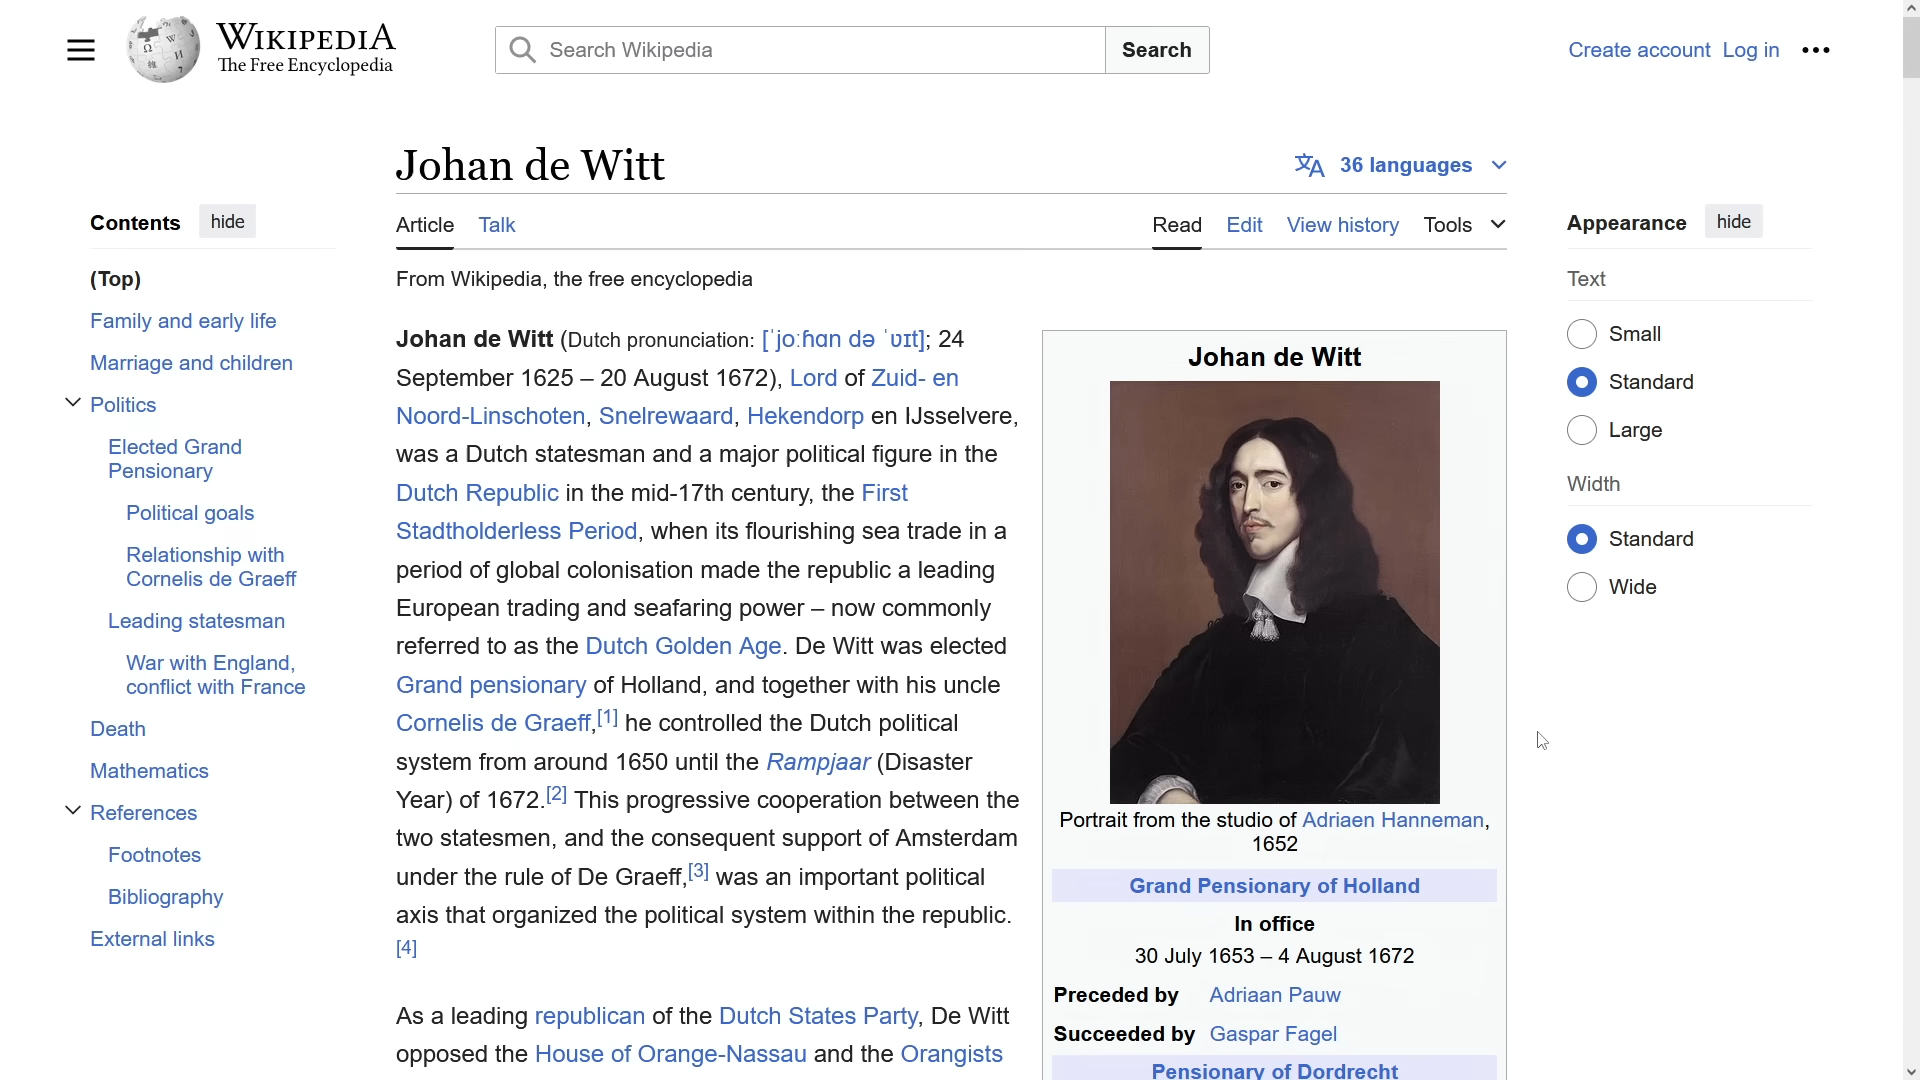 WIKIPEDIA
The Free Encyclopedia
Search Wikipedia
Search
Create account Log in
Johan de Witt
36 languages
Contents hide
Article Talk
Read Edit View history Tools
Appearance hide
(Top)
Family and early life
Marriage and children
Politics
Elected Grand
Pensionary
Political goals
Relationship with
Cornelis de Graeff
Leading statesman
War with England,
conflict with France
Death
Mathematics
References
Footnotes
Bibliography
External links
From Wikipedia, the free encyclopedia
Johan de Witt (Dutch pronunciation: [ˈjoːɦɑn də ˈʋɪt]; 24
September 1625 – 20 August 1672), Lord of Zuid- en
Noord-Linschoten, Snelrewaard, Hekendorp en IJsselvere,
was a Dutch statesman and a major political figure in the
Dutch Republic in the mid-17th century, the First
Stadtholderless Period, when its flourishing sea trade in a
period of global colonisation made the republic a leading
European trading and seafaring power – now commonly
referred to as the Dutch Golden Age. De Witt was elected
Grand pensionary of Holland, and together with his uncle
Cornelis de Graeff,[1] he controlled the Dutch political
system from around 1650 until the Rampjaar (Disaster
Year) of 1672.[2] This progressive cooperation between the
two statesmen, and the consequent support of Amsterdam
under the rule of De Graeff,[3] was an important political
axis that organized the political system within the republic.
[4]
As a leading republican of the Dutch States Party, De Witt
opposed the House of Orange-Nassau and the Orangists
Johan de Witt
Portrait from the studio of Adriaen Hanneman,
1652
Grand Pensionary of Holland
In office
30 July 1653 – 4 August 1672
Preceded by Adriaan Pauw
Succeeded by Gaspar Fagel
Pensionary of Dordrecht
Text
Small
Standard
Large
Width
Standard
Wide